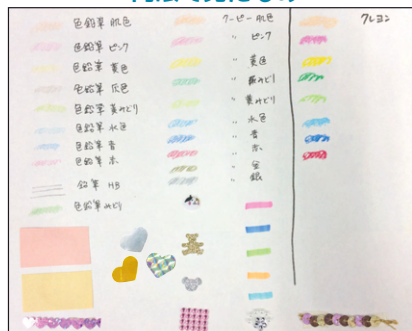 色鉛筆 肌色
色鉛筆 ピンク
色鉛筆 黄色
色鉛筆 灰色
色鉛筆 黄みどり
色鉛筆 水色
色鉛筆 青
色鉛筆 赤
鉛筆 HB
色鉛筆 みどり
クーピー 肌色
〃 ピンク
〃 黄色
〃 みどり
〃 黄みどり
〃 水色
〃 青
〃 赤
〃 金
〃 銀
クレヨン